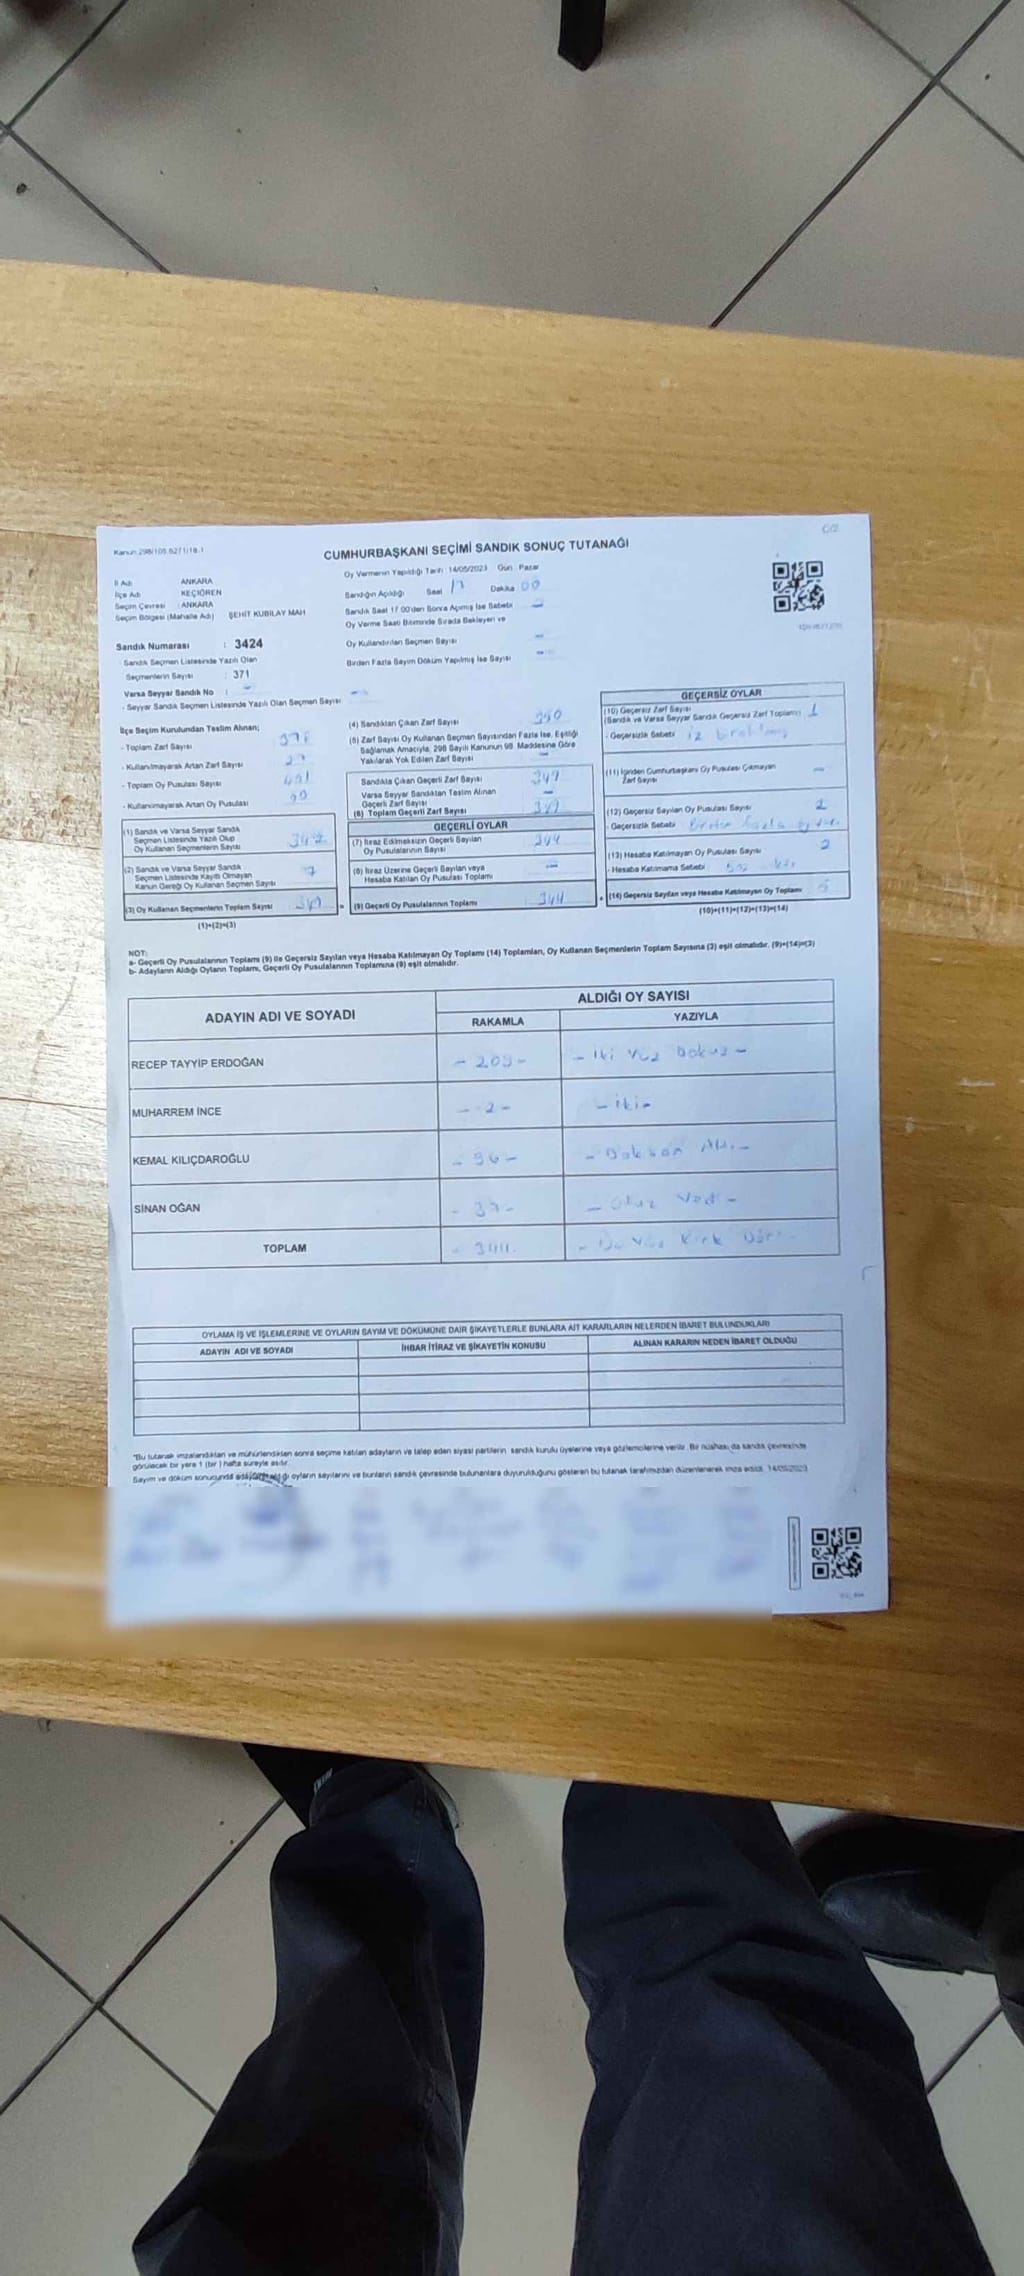 Kanun 298/105.627/1/18-1
C/2
CUMHURBAŞKANI SEÇİMİ SANDIK SONUÇ TUTANAĞI
İl Adı ANKARA
İlçe Adı KEÇİÖREN
Seçim Çevresi : ANKARA
Seçim Bölgesi (Mahalle Adı) ŞEHİT KUBİLAY MAH
Sandık Numarası : 3424
- Sandık Seçmen Listesinde Yazılı Olan
Seçmenlerin Sayısı : 371
Varsa Seyyar Sandık No : -
- Seyyar Sandık Seçmen Listesinde Yazılı Olan Seçmen Sayısı -
Oy Vermenin Yapıldığı Tarih 14/05/2023 Gün : Pazar
Sandığın Açıldığı Saat 17 Dakika 00
Sandık Saat 17:00'den Sonra Açılmış İse Sebebi -
Oy Verme Saati Bitiminde Sırada Bekleyen ve
Oy Kullandırılan Seçmen Sayısı -
Birden Fazla Sayım Döküm Yapılmış İse Sayısı -
İlçe Seçim Kurulundan Teslim Alınan;
- Toplam Zarf Sayısı
- Kullanılmayarak Artan Zarf Sayısı
- Toplam Oy Pusulası Sayısı
- Kullanılmayarak Artan Oy Pusulası
(1) Sandık ve Varsa Seyyar Sandık
Seçmen Listesinde Yazılı Olup
Oy Kullanan Seçmenlerin Sayısı 342
(2) Sandık ve Varsa Seyyar Sandık
Seçmen Listesinde Kayıtlı Olmayan
Kanun Gereği Oy Kullanan Seçmen Sayısı 7
(3) Oy Kullanan Seçmenlerin Toplam Sayısı 349
(1)+(2)=(3)
(4) Sandıktan Çıkan Zarf Sayısı 350
(5) Zarf Sayısı Oy Kullanan Seçmen Sayısından Fazla İse, Eşitliği
Sağlamak Amacıyla, 298 Sayılı Kanunun 98. Maddesine Göre
Yakılarak Yok Edilen Zarf Sayısı -
Sandıkta Çıkan Geçerli Zarf Sayısı 349
Varsa Seyyar Sandıktan Teslim Alınan
Geçerli Zarf Sayısı -
(6) Toplam Geçerli Zarf Sayısı 349
GEÇERLİ OYLAR
(7) İtiraz Edilmeksizin Geçerli Sayılan
Oy Pusulalarının Sayısı 344
(8) İtiraz Üzerine Geçerli Sayılan veya
Hesaba Katılan Oy Pusulası Toplamı -
= (9) Geçerli Oy Pusulalarının Toplamı 344
GEÇERSİZ OYLAR
(10) Geçersiz Zarf Sayısı
(Sandık ve Varsa Seyyar Sandık Geçersiz Zarf Toplamı) 1
- Geçersizlik Sebebi iz bırakılmış
(11) İçinden Cumhurbaşkanı Oy Pusulası Çıkmayan
Zarf Sayısı -
(12) Geçersiz Sayılan Oy Pusulası Sayısı 2
- Geçersizlik Sebebi Birden fazla oy
(13) Hesaba Katılmayan Oy Pusulası Sayısı 2
- Hesaba Katılmama Sebebi
+ (14) Geçersiz Sayılan veya Hesaba Katılmayan Oy Toplamı 5
(10)+(11)+(12)+(13)=(14)
NOT:
a- Geçerli Oy Pusulalarının Toplamı (9) ile Geçersiz Sayılan veya Hesaba Katılmayan Oy Toplamı (14) Toplamları, Oy Kullanan Seçmenlerin Toplam Sayısına (3) eşit olmalıdır. (9)+(14)=(3)
b- Adayların Aldığı Oyların Toplamı, Geçerli Oy Pusulalarının Toplamına (9) eşit olmalıdır.
ADAYIN ADI VE SOYADI ALDIĞI OY SAYISI
RAKAMLA YAZIYLA
RECEP TAYYİP ERDOĞAN - 209 - - iki yüz Dokuz -
MUHARREM İNCE - 2 - - iki -
KEMAL KILIÇDAROĞLU - 96 - - Doksan Altı -
SİNAN OĞAN - 37 - - Otuz Yedi -
TOPLAM - 344 - Yüz Kırk Dört -
OYLAMA İŞ VE İŞLEMLERİNE VE OYLARIN SAYIM VE DÖKÜMÜNE DAİR ŞİKAYETLERLE BUNLARA AİT KARARLARIN NELERDEN İBARET BULUNDUKLARI
ADAYIN ADI VE SOYADI İHBAR İTİRAZ VE ŞİKAYETİN KONUSU ALINAN KARARIN NEDEN İBARET OLDUĞU
*Bu tutanak imzalandıktan ve mühürlendikten sonra seçime katılan adayların ve talep eden siyasi partilerin sandık kurulu üyelerine veya gözlemcilerine verilir. Bir nüshası da sandık çevresinde
görülecek bir yere 1 (bir) hafta süreyle asılır.
Sayım ve döküm sonucunda adayların aldığı oyların sayılarını ve bunların sandık çevresinde bulunanlara duyurulduğunu gösteren bu tutanak tarafımızdan düzenlenerek imza edildi. 14/05/2023